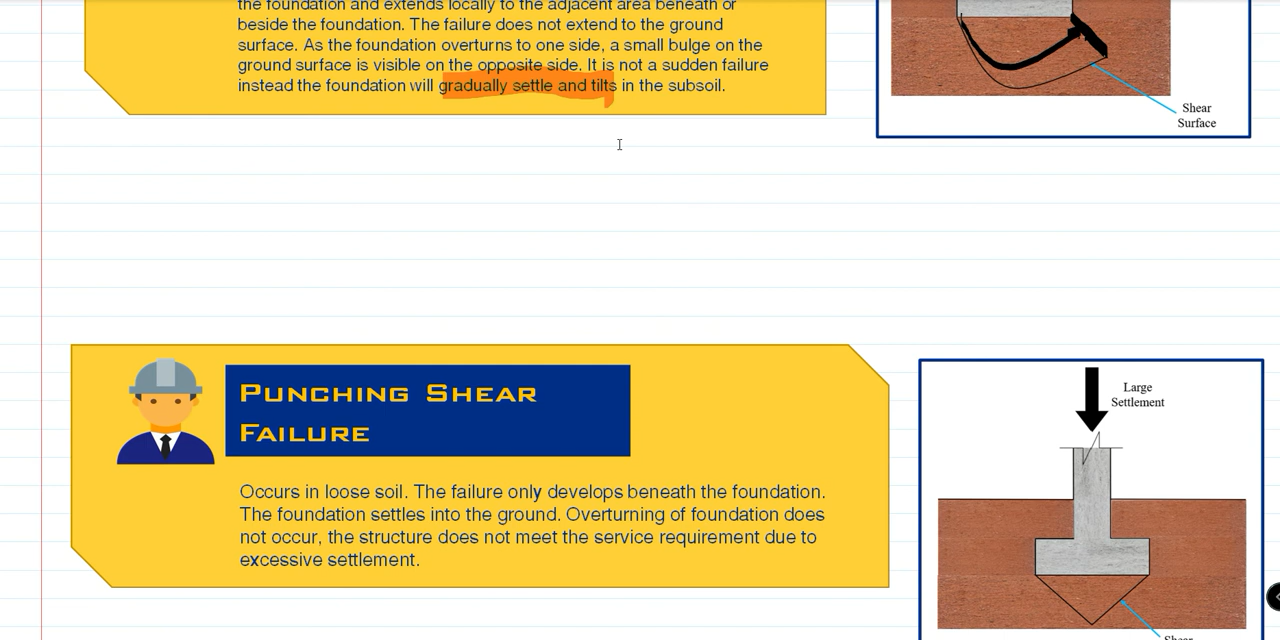 the foundation and extends locally to the adjacent area beneath or
beside the foundation. The failure does not extend to the ground
surface. As the foundation overturns to one side, a small bulge on the
ground surface is visible on the opposite side. It is not a sudden failure
instead the foundation will gradually settle and tilts in the subsoil.
Shear
Surface
Punching Shear
Failure
Occurs in loose soil. The failure only develops beneath the foundation.
The foundation settles into the ground. Overturning of foundation does
not occur, the structure does not meet the service requirement due to
excessive settlement.
Large
Settlement
Shear